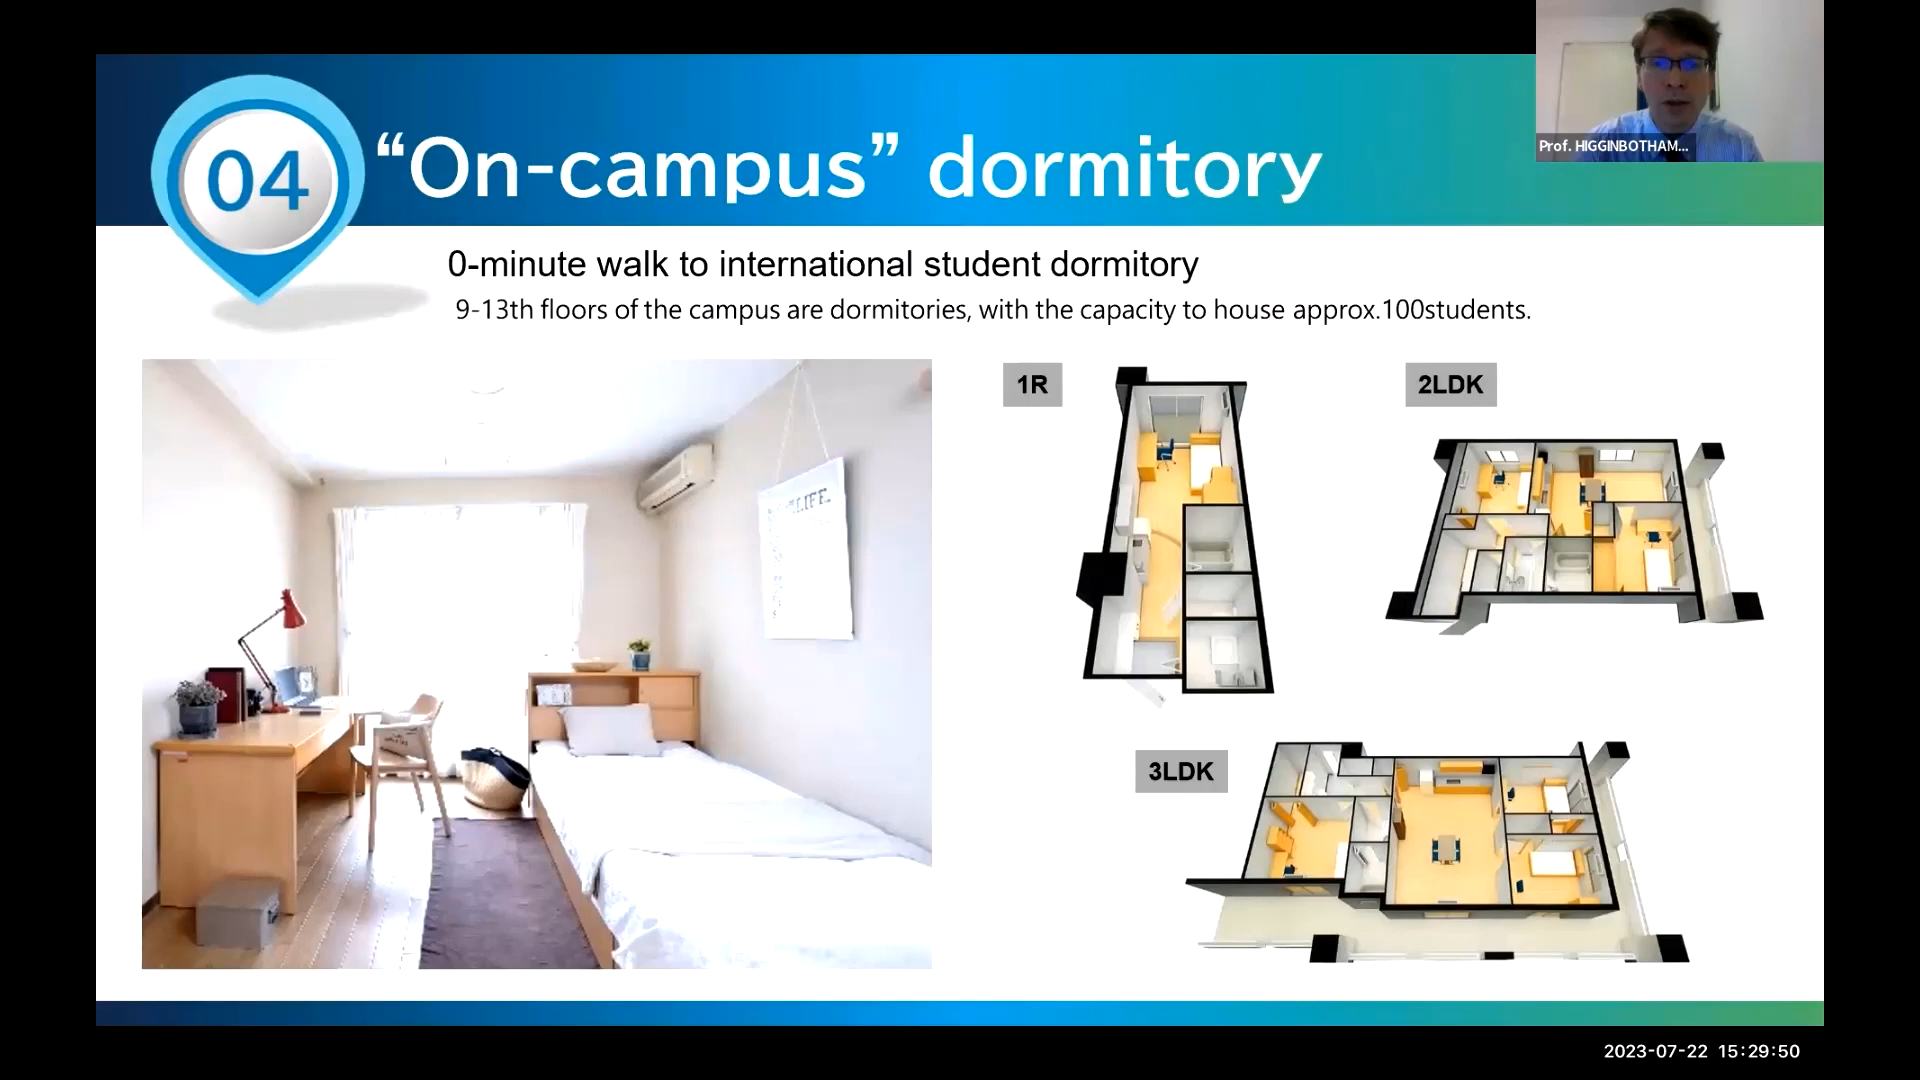 Prof. HIGGINBOTHAM...
04
“On-campus” dormitory
0-minute walk to international student dormitory
9-13th floors of the campus are dormitories, with the capacity to house approx.100students.
1R
2LDK
LIFE.
3LDK
2023-07-22 15:29:50